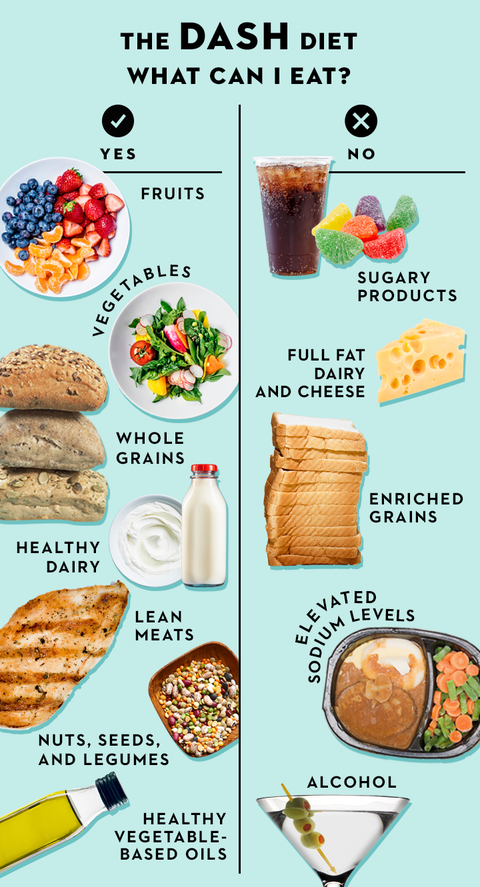 THE DASH DIET
WHAT CAN I EAT?
YES
FRUITS
VEGETABLES
WHOLE
GRAINS
HEALTHY
DAIRY
LEAN
MEATS
NUTS, SEEDS,
AND LEGUMES
HEALTHY
VEGETABLE-
BASED OILS
NO
SUGARY
PRODUCTS
FULL FAT
DAIRY
AND CHEESE
ENRICHED
GRAINS
ELEVATED
SODIUM LEVELS
ALCOHOL